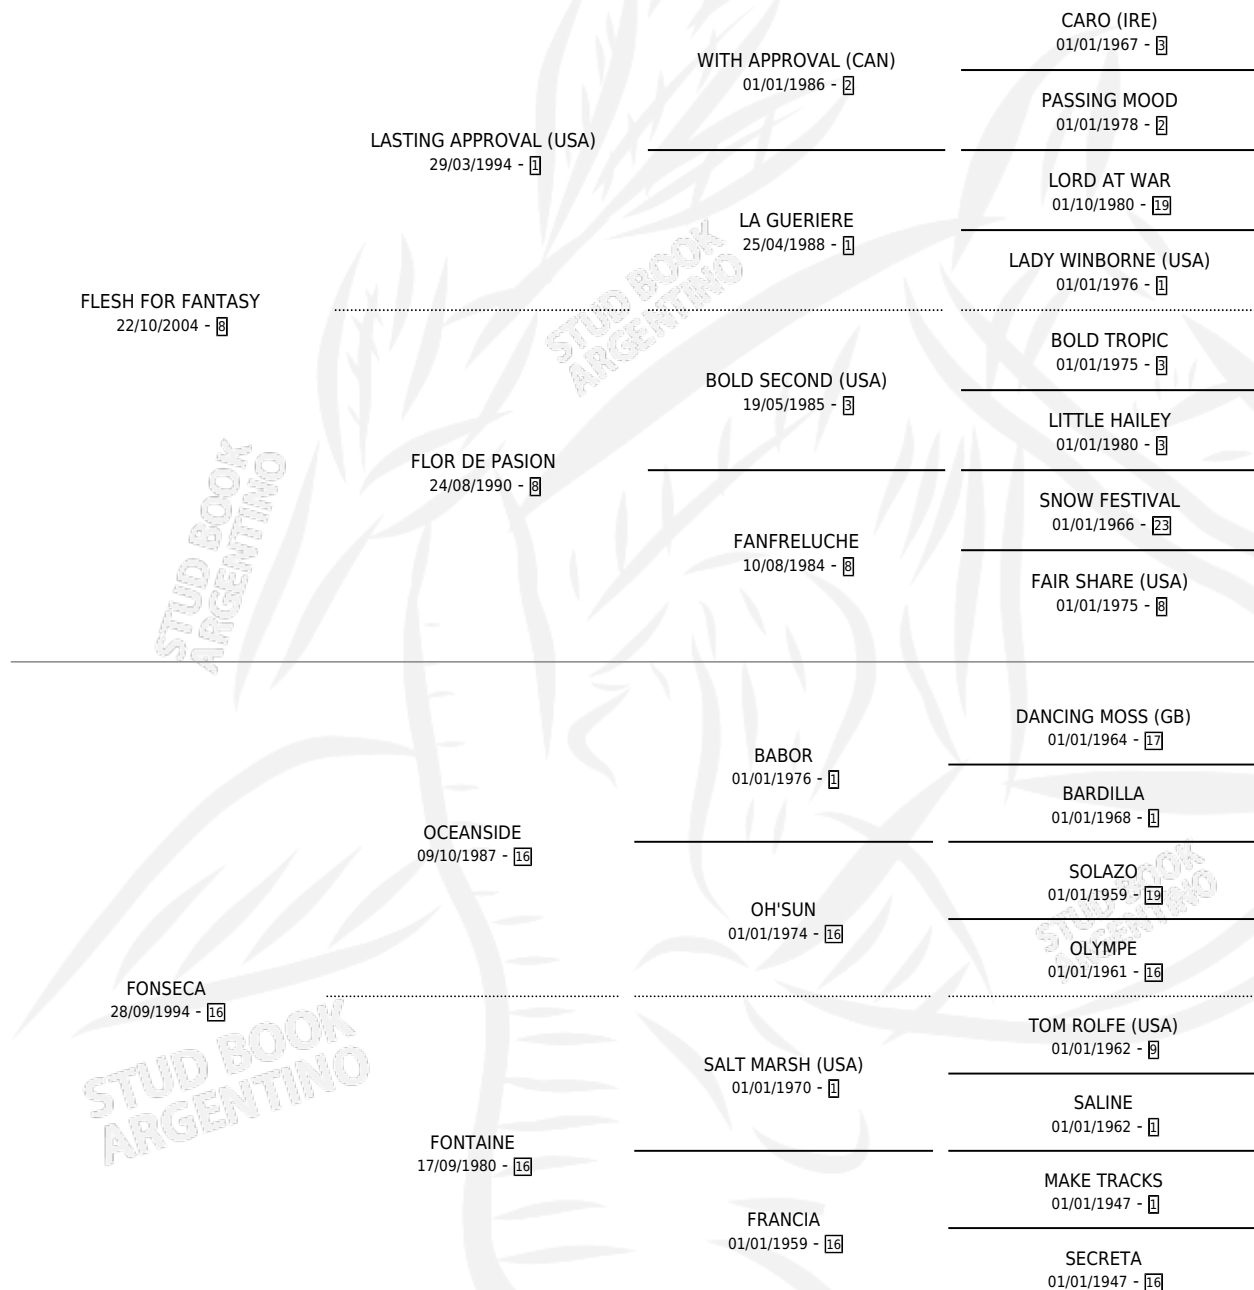 CARO (IRE)
01/01/1967 - 3
WITH APPROVAL (CAN)
01/01/1986 - 2
PASSING MOOD
01/01/1978 - 2
LASTING APPROVAL (USA)
29/03/1994 - 1
LORD AT WAR
01/10/1980 - 19
LA GUERIERE
25/04/1988 - 1
LADY WINBORNE (USA)
01/01/1976 - 1
FLESH FOR FANTASY
22/10/2004 - 8
BOLD TROPIC
01/01/1975 - 3
BOLD SECOND (USA)
19/05/1985 - 3
LITTLE HAILEY
01/01/1980 - 3
FLOR DE PASION
24/08/1990 - 8
SNOW FESTIVAL
01/01/1966 - 23
FANFRELUCHE
10/08/1984 - 8
FAIR SHARE (USA)
01/01/1975 - 8
DANCING MOSS (GB)
01/01/1964 - 17
BABOR
01/01/1976 - 1
BARDILLA
01/01/1968 - 1
OCEANSIDE
09/10/1987 - 16
SOLAZO
01/01/1959 - 19
OH'SUN
01/01/1974 - 16
OLYMPE
01/01/1961 - 16
FONSECA
28/09/1994 - 16
TOM ROLFE (USA)
01/01/1962 - 9
SALT MARSH (USA)
01/01/1970 - 1
SALINE
01/01/1962 - 1
FONTAINE
17/09/1980 - 16
MAKE TRACKS
01/01/1947 - 1
FRANCIA
01/01/1959 - 16
SECRETA
01/01/1947 - 16
STUD BOOK
ARGENTINO
STUD BOOK
ARGENTINO
STUD BOOK
ARGENTINO
STUD BOOK
ARGENTINO